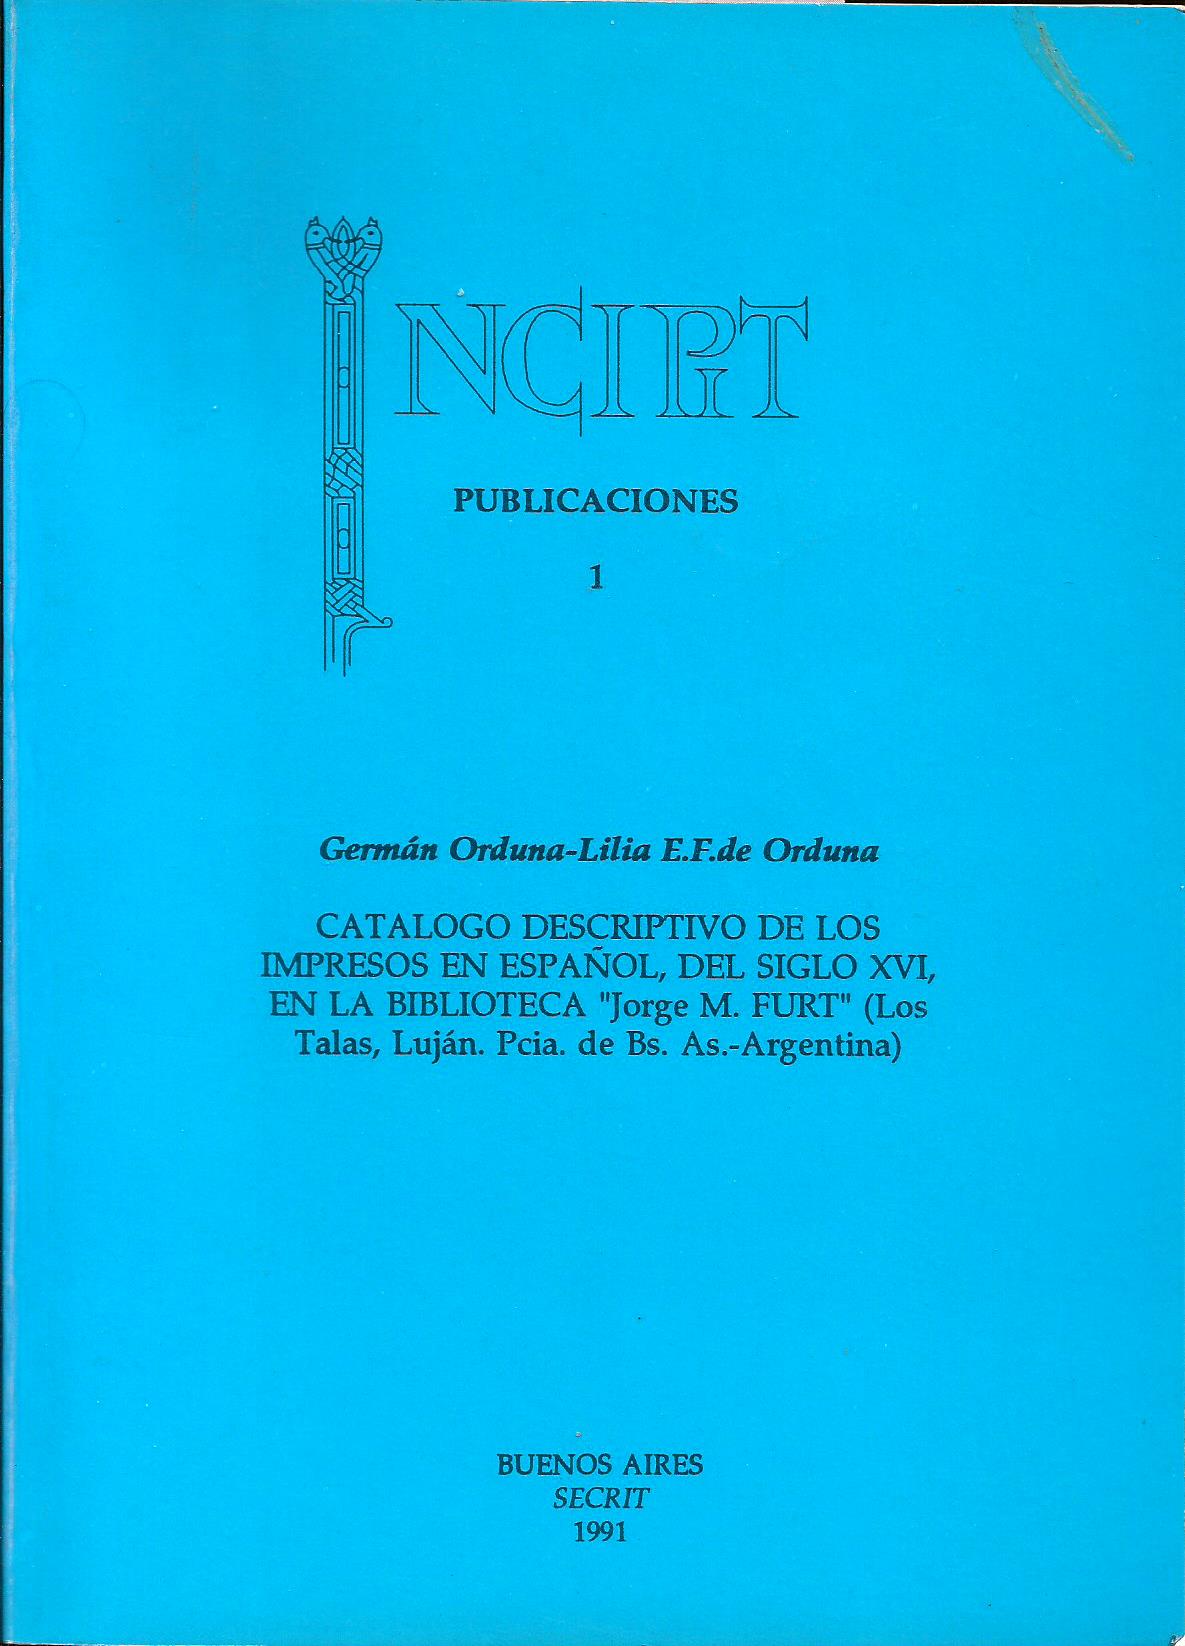 INCIPIT
PUBLICACIONES
1
Germán Orduna-Lilia E.F.de Orduna
CATALOGO DESCRIPTIVO DE LOS
IMPRESOS EN ESPAÑOL, DEL SIGLO XVI,
EN LA BIBLIOTECA "Jorge M. FURT" (Los
Talas, Luján. Pcia. de Bs. As.-Argentina)
BUENOS AIRES
SECRIT
1991